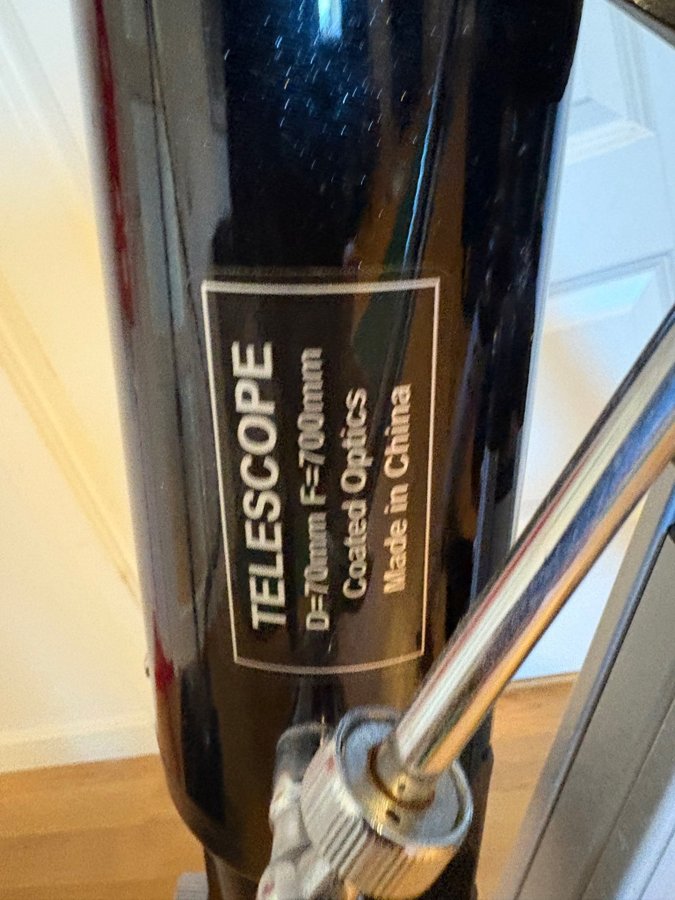 TELESCOPE
D=70mm F=700mm
Coated Optics
Made in China